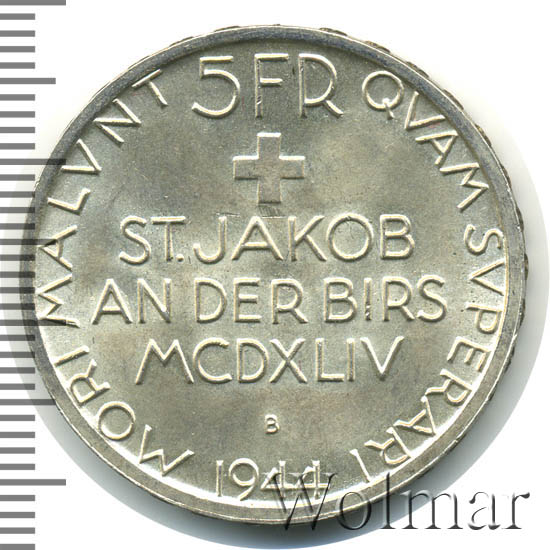 MORI MALVNT 5FR QVAM SVPERARI
ST. JAKOB
AN DER BIRS
MCDXLIV
B
1944
Wolmar